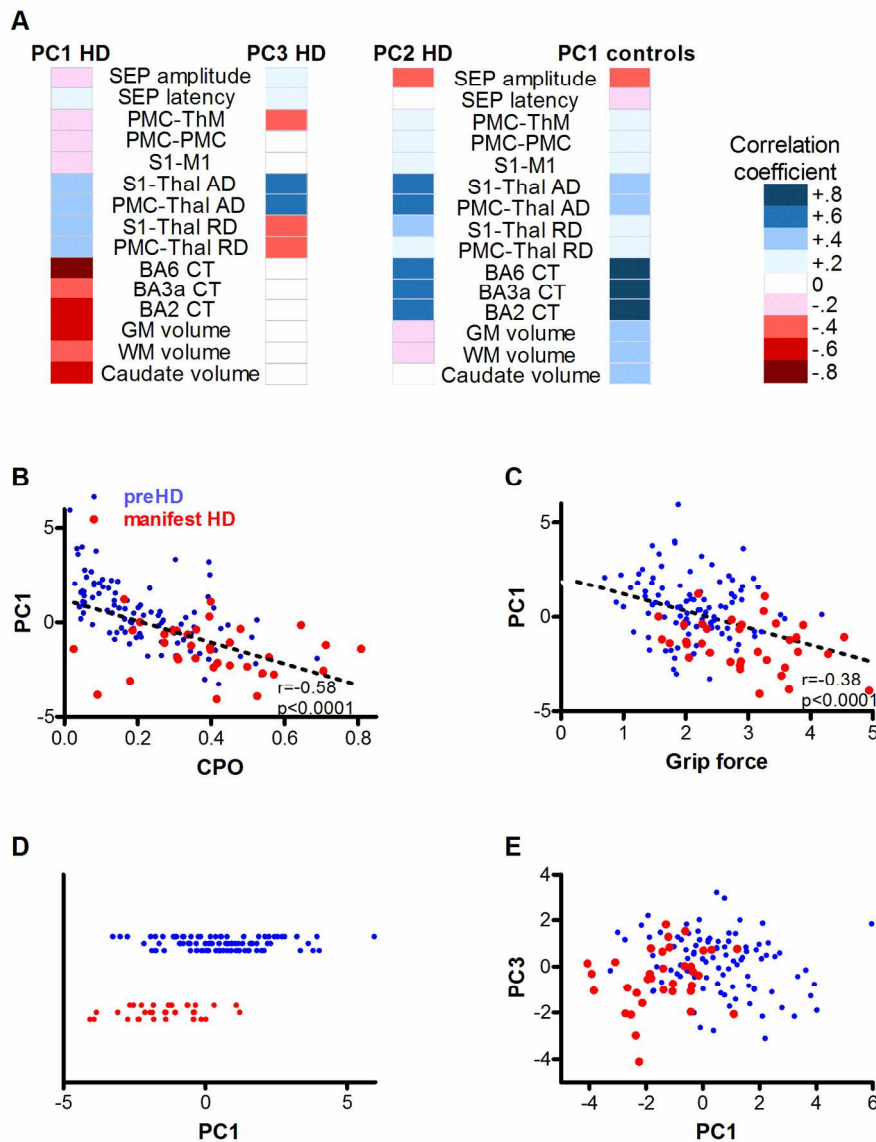 A
PC1 HD
PC3 HD
PC2 HD
PC1 controls
SEP amplitude
SEP latency
PMC-ThM
PMC-PMC
S1-M1
S1-Thal AD
PMC-Thal AD
S1-Thal RD
PMC-Thal RD
BA6 CT
BA3a CT
BA2 CT
GM volume
WM volume
Caudate volume
SEP amplitude
SEP latency
PMC-ThM
PMC-PMC
S1-M1
S1-Thal AD
PMC-Thal AD
S1-Thal RD
PMC-Thal RD
BA6 CT
BA3a CT
BA2 CT
GM volume
WM volume
Caudate volume
Correlation
coefficient
+.8
+.6
+.4
+.2
0
-.2
-.4
-.6
-.8
B
preHD
manifest HD
5
0
-5
PC1
r=-0.58
p<0.0001
0.0 0.2 0.4 0.6 0.8
CPO
C
5
0
-5
PC1
r=-0.38
p<0.0001
0 1 2 3 4 5
Grip force
D
-5 0 5
PC1
E
4
2
0
-2
-4
PC3
-4 -2 0 2 4 6
PC1